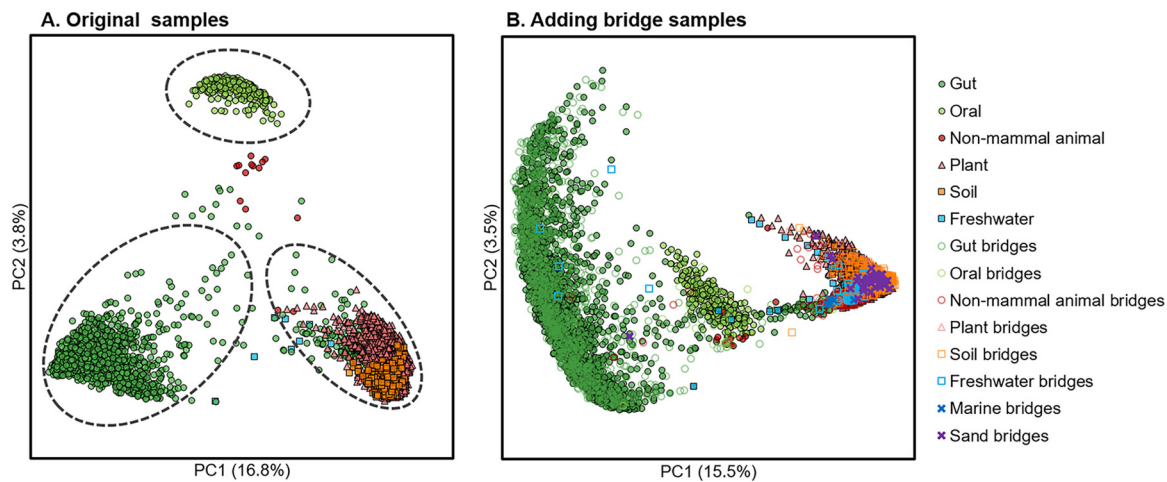 A. Original samples
B. Adding bridge samples
PC2 (3.8%)
PC1 (16.8%)
PC2 (3.5%)
PC1 (15.5%)
Gut
Oral
Non-mammal animal
Plant
Soil
Freshwater
Gut bridges
Oral bridges
Non-mammal animal bridges
Plant bridges
Soil bridges
Freshwater bridges
Marine bridges
Sand bridges